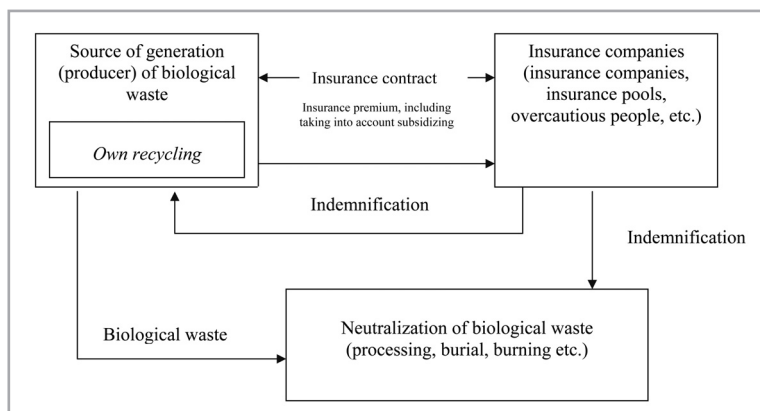 Source of generation
(producer) of biological
waste
Own recycling
Insurance contract
Insurance premium, including
taking into account subsidizing
Insurance companies
(insurance companies,
insurance pools,
overcautious people, etc.)
Indemnification
Indemnification
Biological waste
Neutralization of biological waste
(processing, burial, burning etc.)